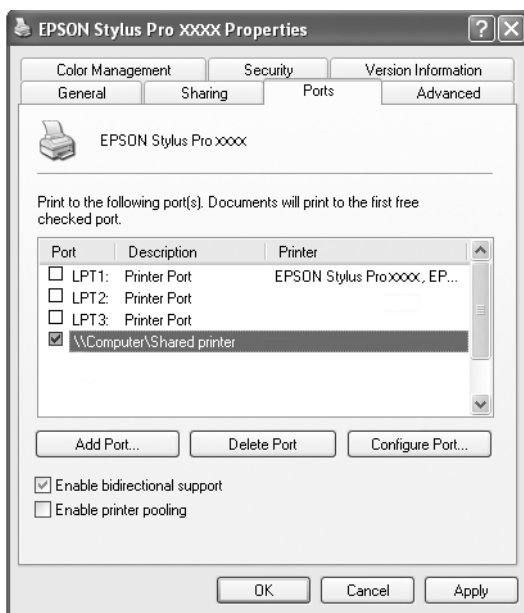 EPSON Stylus Pro XXXX Properties
Color Management Security Version Information
General Sharing Ports Advanced
EPSON Stylus Pro xxxx
Print to the following port(s). Documents will print to the first free
checked port.
Port Description Printer
LPT1: Printer Port EPSON Stylus Proxxxx, EP...
LPT2: Printer Port
LPT3: Printer Port
\\Computer\Shared printer
Add Port... Delete Port Configure Port...
Enable bidirectional support
Enable printer pooling
OK Cancel Apply